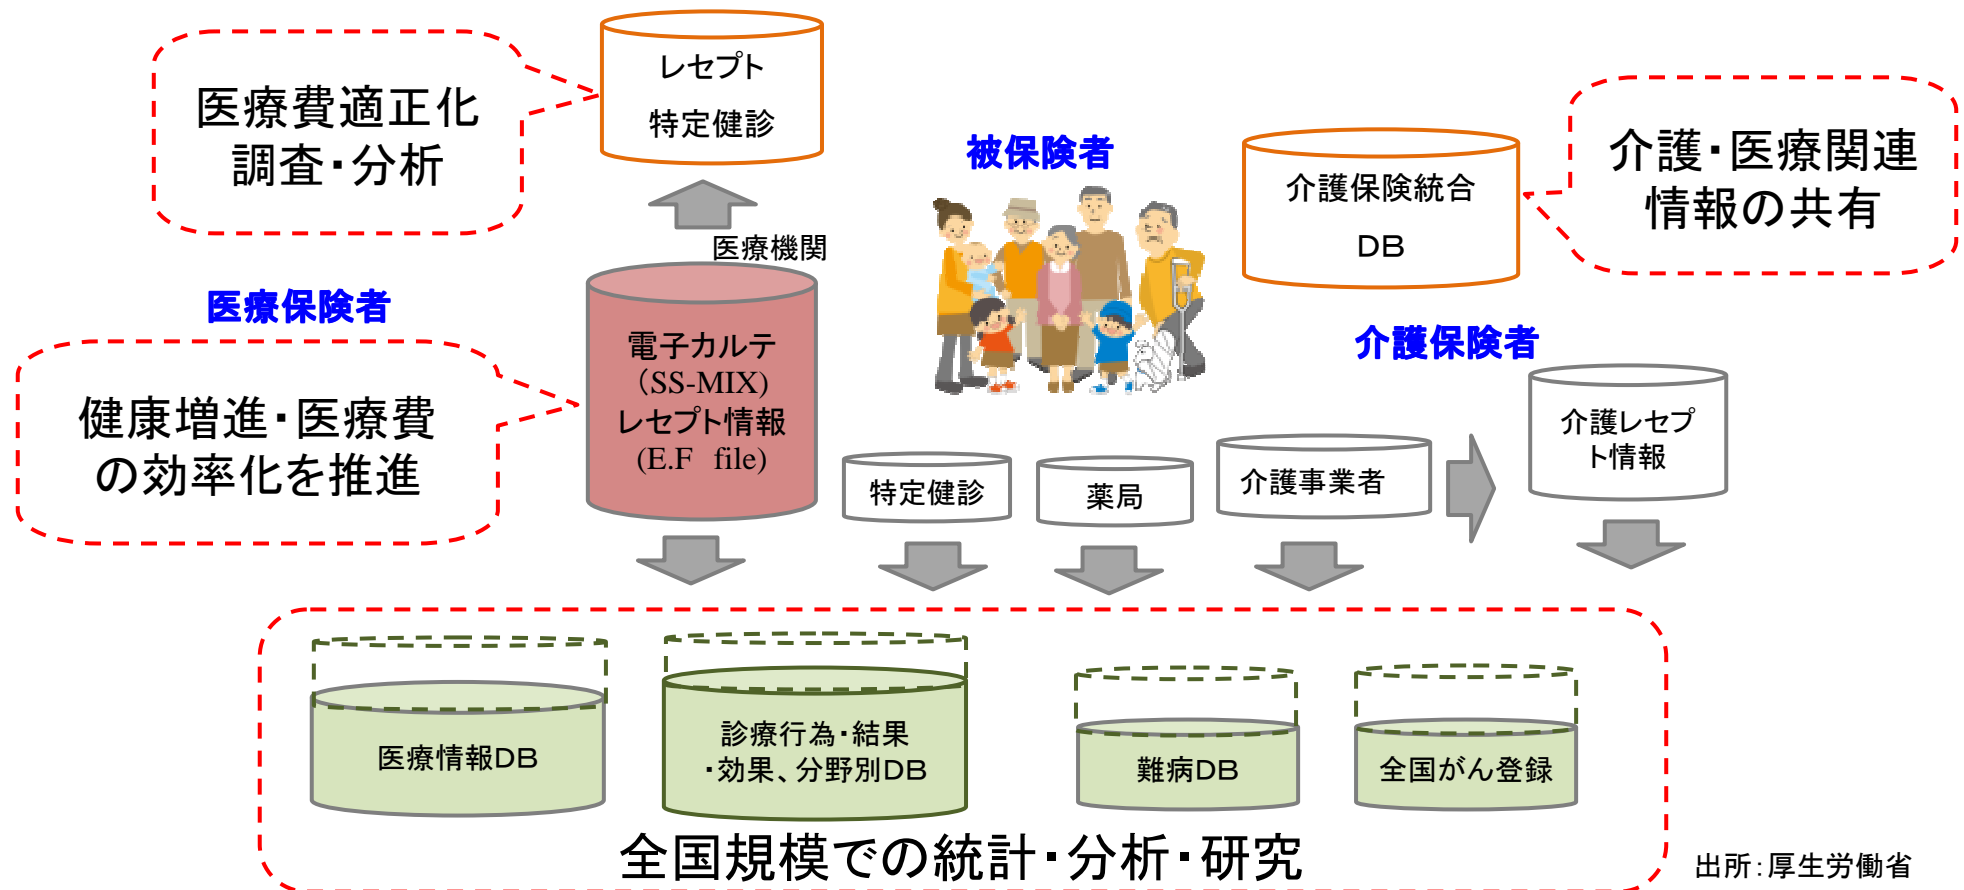 レセプト
特定健診
医療費適正化
調査・分析
被保険者
介護保険統合
DB
介護・医療関連
情報の共有
医療機関
医療保険者
電子カルテ
（SS-MIX)
レセプト情報
(E.F file)
健康増進・医療費
の効率化を推進
介護保険者
介護レセプ
ト情報
特定健診
薬局
介護事業者
医療情報DB
診療行為・結果
・効果、分野別DB
難病DB
全国がん登録
全国規模での統計・分析・研究
出所：厚生労働省